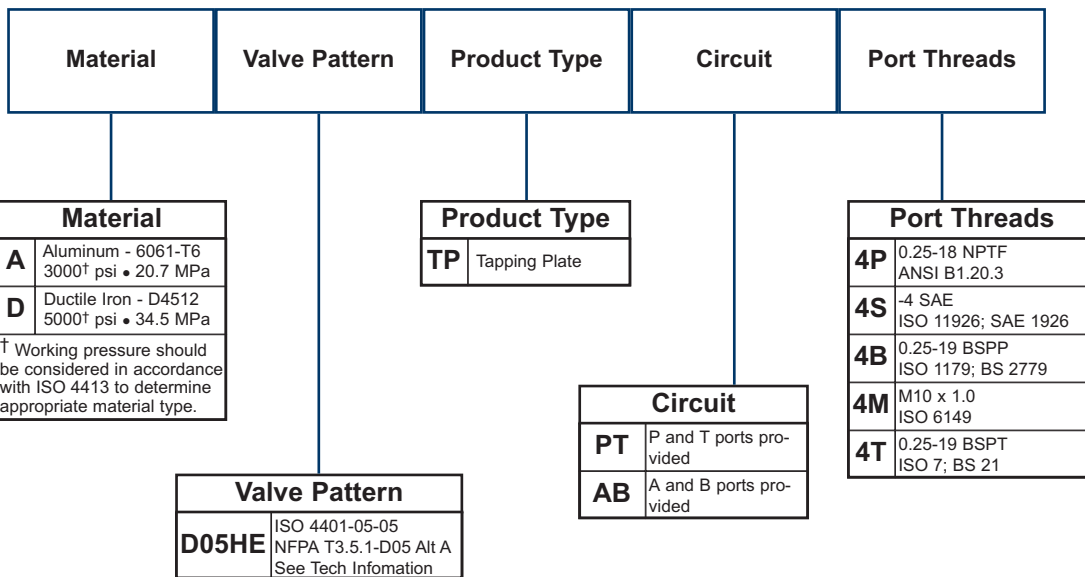 Material
Valve Pattern
Product Type
Circuit
Port Threads
Material
A
Aluminum - 6061-T6
3000† psi • 20.7 MPa
D
Ductile Iron - D4512
5000† psi • 34.5 MPa
† Working pressure should
be considered in accordance
with ISO 4413 to determine
appropriate material type.
Valve Pattern
D05HE
ISO 4401-05-05
NFPA T3.5.1-D05 Alt A
See Tech Infomation
Product Type
TP
Tapping Plate
Circuit
PT
P and T ports pro-
vided
AB
A and B ports pro-
vided
Port Threads
4P
0.25-18 NPTF
ANSI B1.20.3
4S
-4 SAE
ISO 11926; SAE 1926
4B
0.25-19 BSPP
ISO 1179; BS 2779
4M
M10 x 1.0
ISO 6149
4T
0.25-19 BSPT
ISO 7; BS 21